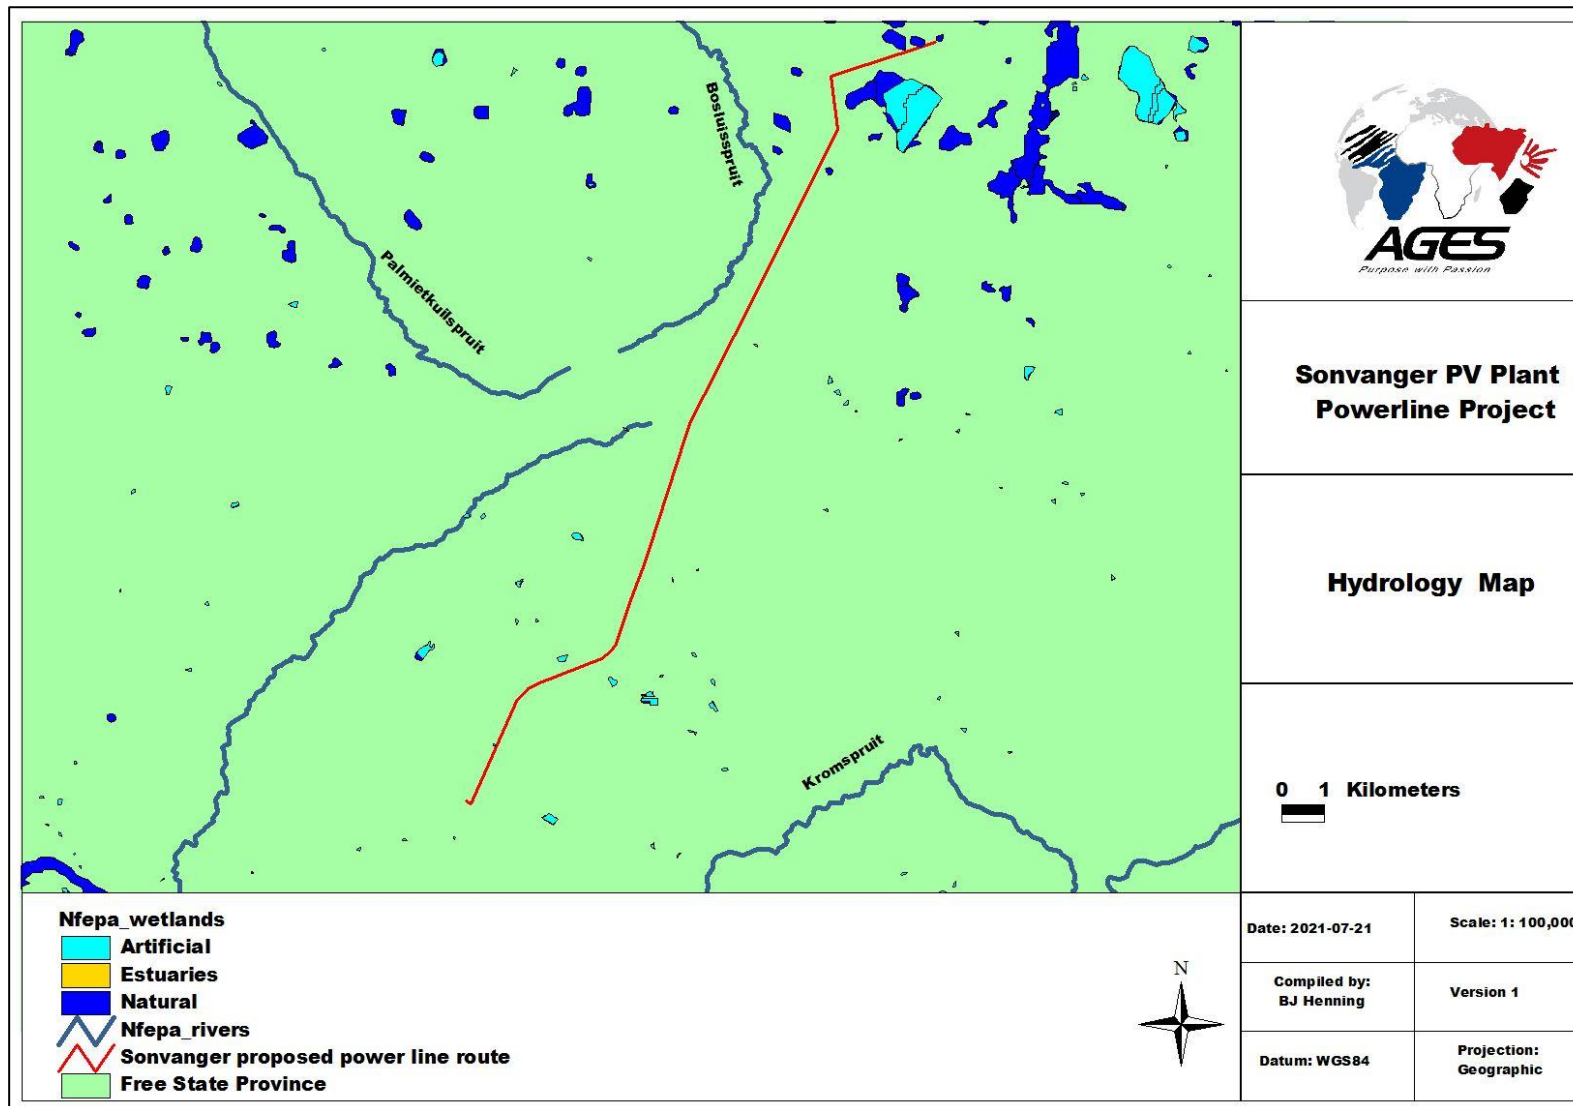 Bosluisspruit
Palmietkuilspruit
Kromspruit
AGES
Purpose with Passion
Sonvanger PV Plant
Powerline Project
Hydrology Map
0 1 Kilometers
Nfepa_wetlands
Artificial
Estuaries
Natural
Nfepa_rivers
Sonvanger proposed power line route
Free State Province
N
Date: 2021-07-21
Scale: 1: 100,000
Compiled by:
BJ Henning
Version 1
Datum: WGS84
Projection:
Geographic